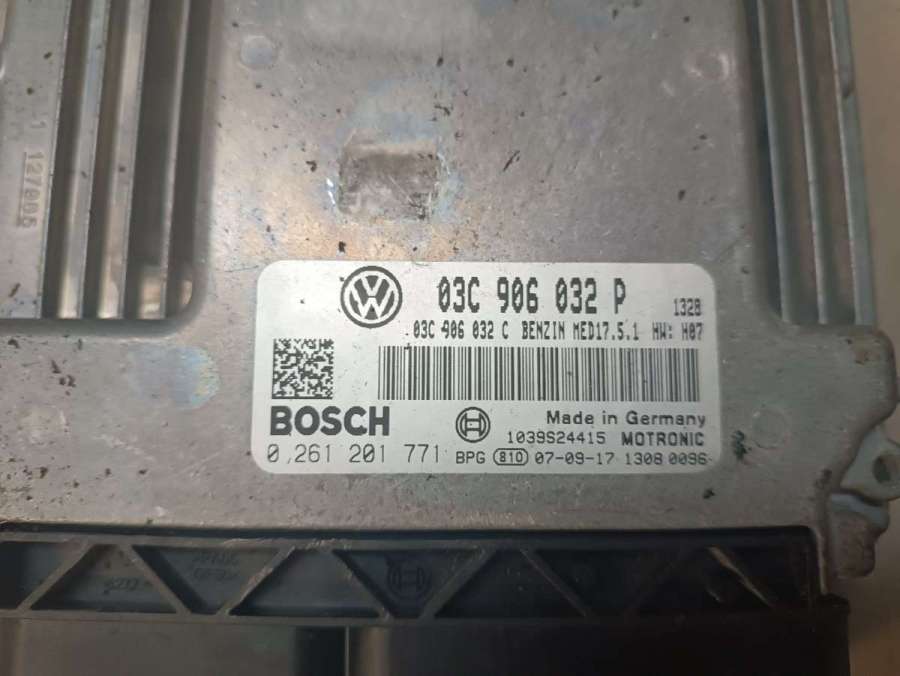 127006
03C 906 032 P
1328
03C 906 032 C BENZIN MED17.5.1 HW: H07
BOSCH
Made in Germany
1039S24415 MOTRONIC
0 261 201 771
BPG 810 07-09-17 1308 0096